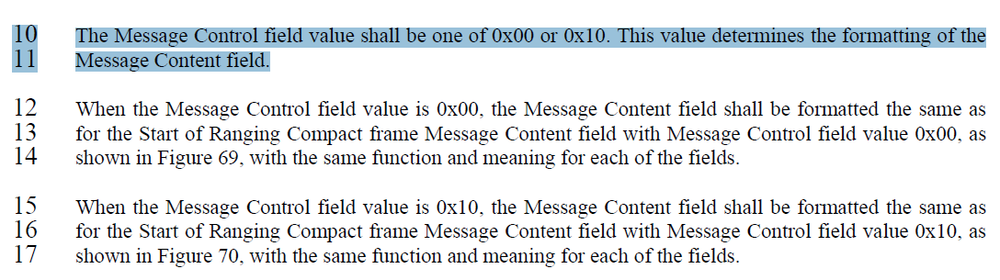 10 The Message Control field value shall be one of 0x00 or 0x10. This value determines the formatting of the
11 Message Content field.
12 When the Message Control field value is 0x00, the Message Content field shall be formatted the same as
13 for the Start of Ranging Compact frame Message Content field with Message Control field value 0x00, as
14 shown in Figure 69, with the same function and meaning for each of the fields.
15 When the Message Control field value is 0x10, the Message Content field shall be formatted the same as
16 for the Start of Ranging Compact frame Message Content field with Message Control field value 0x10, as
17 shown in Figure 70, with the same function and meaning for each of the fields.